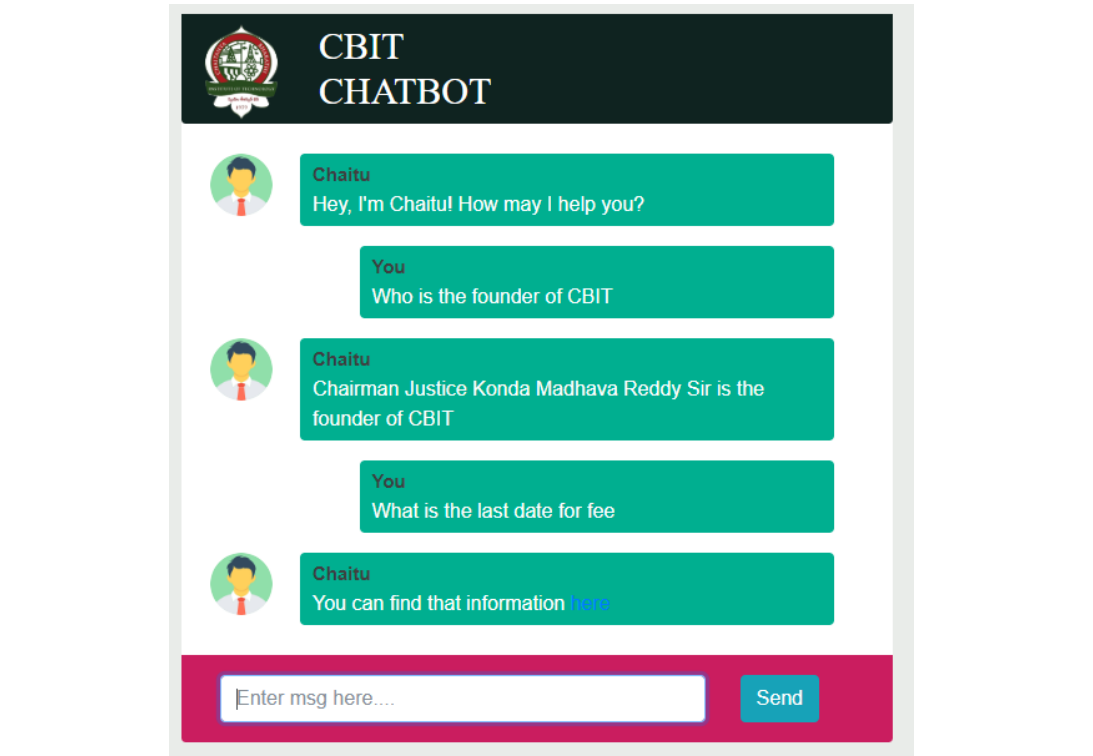 CBIT
CHATBOT
Chaitu
Hey, I'm Chaitu! How may I help you?
You
Who is the founder of CBIT
Chaitu
Chairman Justice Konda Madhava Reddy Sir is the
founder of CBIT
You
What is the last date for fee
Chaitu
You can find that information here
Enter msg here....
Send